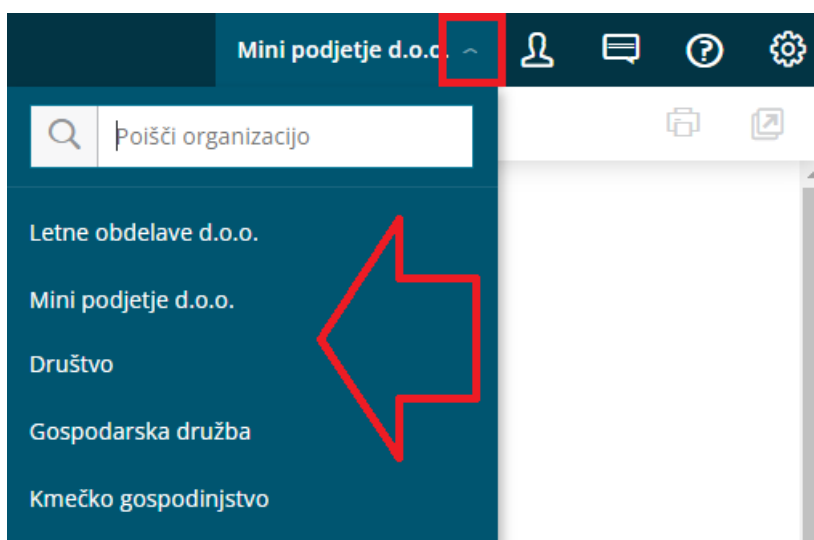 Mini podjetje d.o.o.
Poišči organizacijo
Letne obdelave d.o.o.
Mini podjetje d.o.o.
Društvo
Gospodarska družba
Kmečko gospodinjstvo